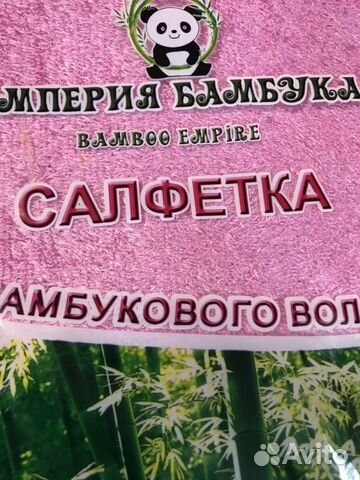 МПЕРИЯ БАМБУКА
BAMBOO EMPIRE
САЛФЕТКА
АМБУКОВОГО ВОЛ
Avito